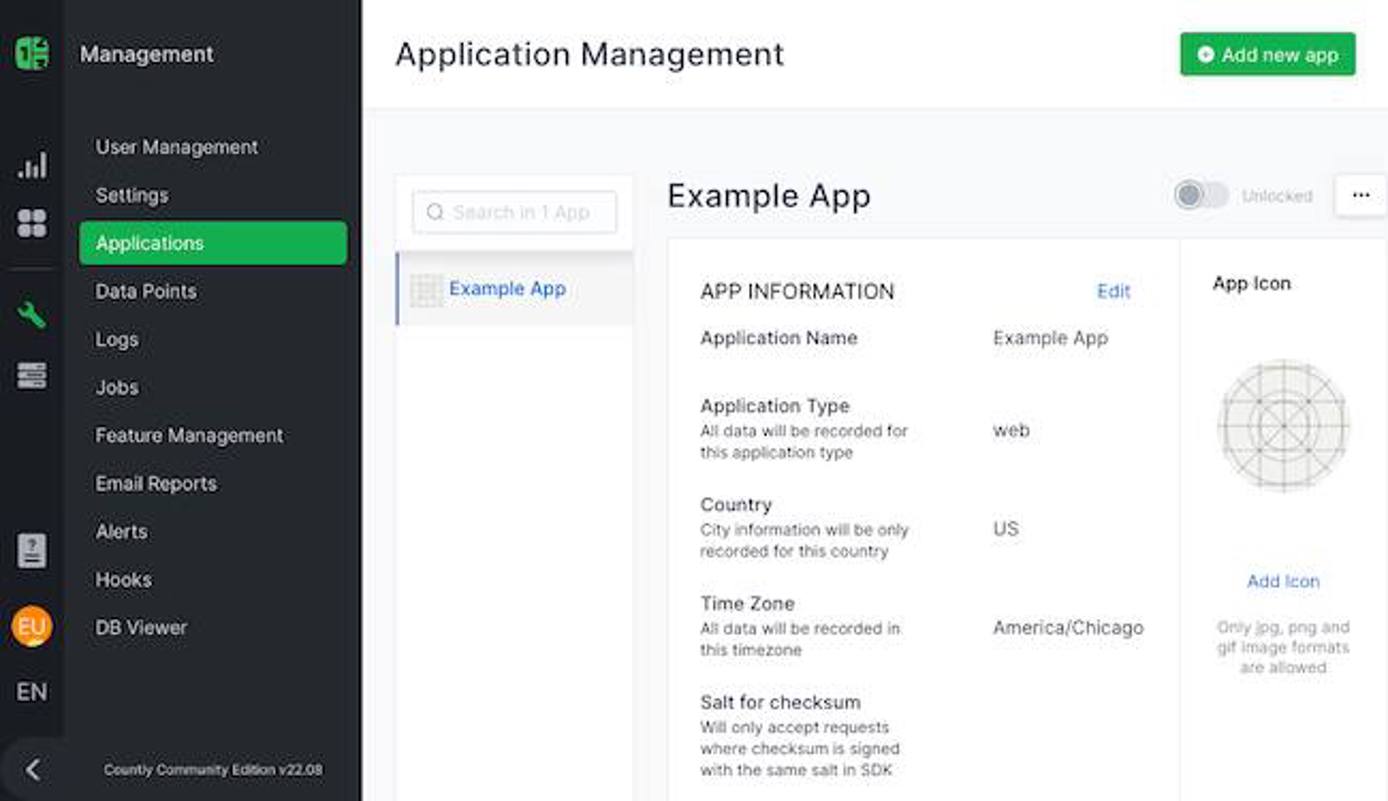 Management
User Management
Settings
Applications
Data Points
Logs
Jobs
Feature Management
Email Reports
Alerts
Hooks
DB Viewer
?
EU
EN
Countly Community Edition v22.08
Application Management
Add new app
Search in 1 App
Example App
Example App
Unlocked
...
APP INFORMATION
Edit
Application Name
Example App
Application Type
All data will be recorded for
this application type
web
Country
City information will be only
recorded for this country
US
Time Zone
All data will be recorded in
this timezone
America/Chicago
Salt for checksum
Will only accept requests
where checksum is signed
with the same salt in SDK
App Icon
Add Icon
Only jpg, png and
gif image formats
are allowed